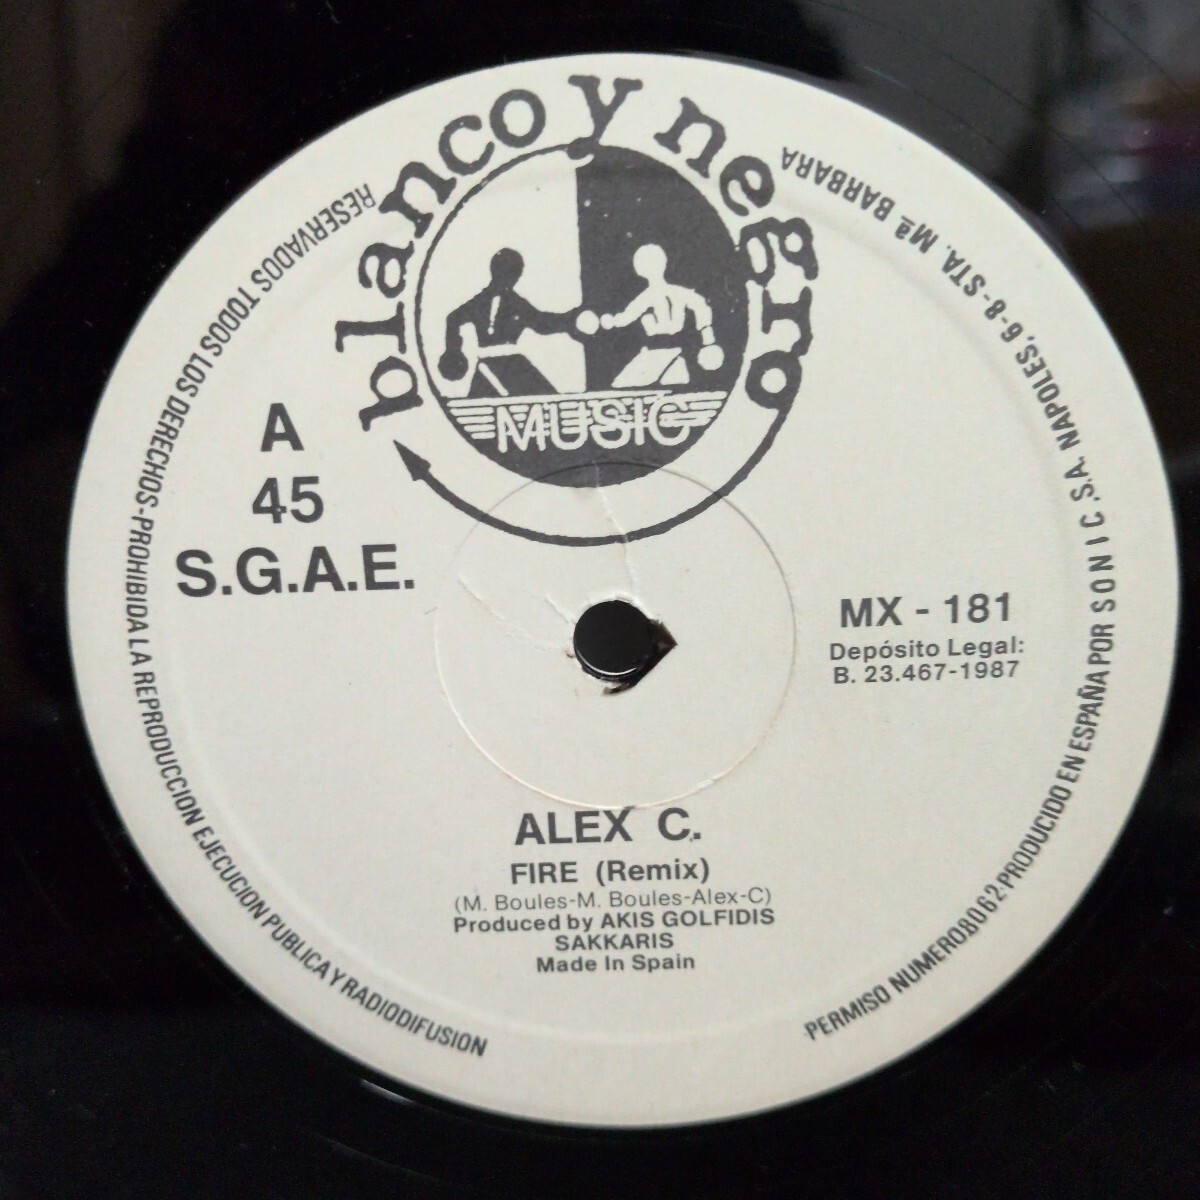 blanco y negro
MUSIC
A
45
S.G.A.E.
MX - 181
Depósito Legal:
B. 23.467-1987
ALEX C.
FIRE (Remix)
(M. Boules-M. Boules-Alex-C)
Produced by AKIS GOLFIDIS
SAKKARIS
Made In Spain
RESERVADOS TODOS LOS DERECHOS-PROHIBIDA LA REPRODUCCION EJECUCION PUBLICA Y RADIODIFUSION
PERMISO NUMERO 8062-PRODUCIDO EN ESPAÑA POR SONIC, S.A. NAPOLES, 6-8-STA. Mª BARBARA